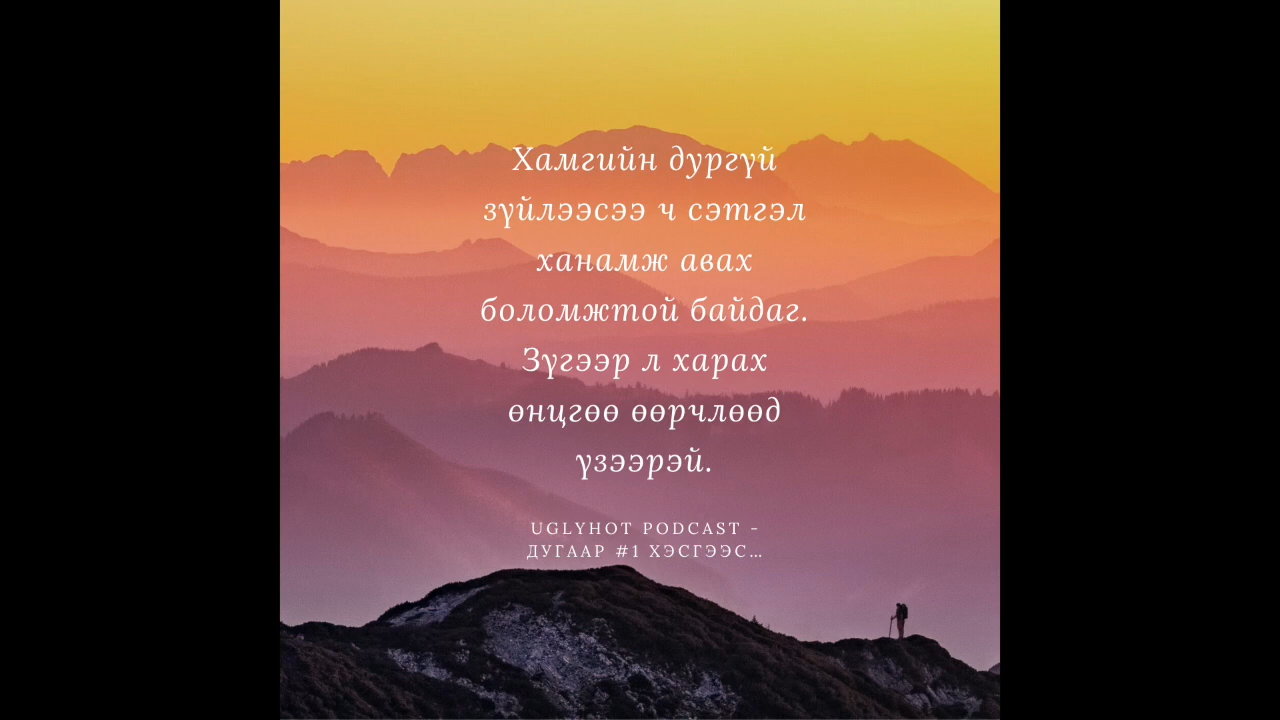 Хамгийн дургүй
зүйлээсээ ч сэтгэл
ханамж авах
боломжтой байдаг.
Зүгээр л харах
өнцгөө өөрчлөөд
үзээрэй.
UGLYHOT PODCAST -
ДУГААР #1 ХЭСГЭЭС...